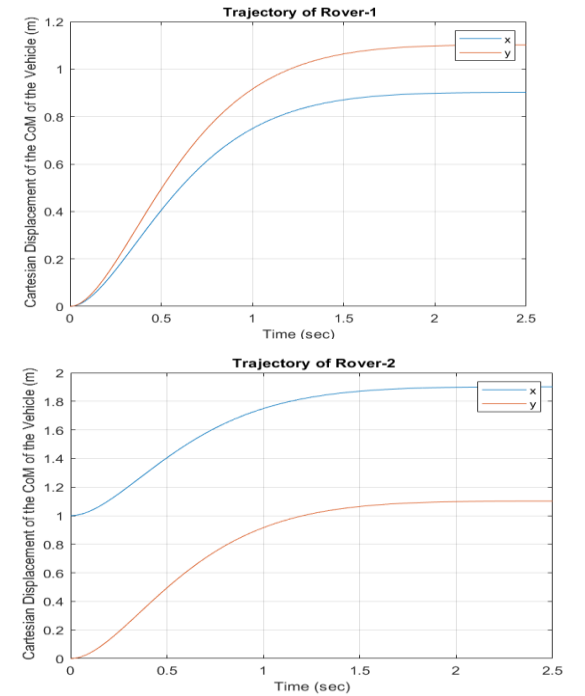 Trajectory of Rover-1
Cartesian Displacement of the CoM of the Vehicle (m)
1.2
1
0.8
0.6
0.4
0.2
0
x
y
0 0.5 1 1.5 2 2.5
Time (sec)
Trajectory of Rover-2
Cartesian Displacement of the CoM of the Vehicle (m)
2
1.8
1.6
1.4
1.2
1
0.8
0.6
0.4
0.2
0
x
y
0 0.5 1 1.5 2 2.5
Time (sec)